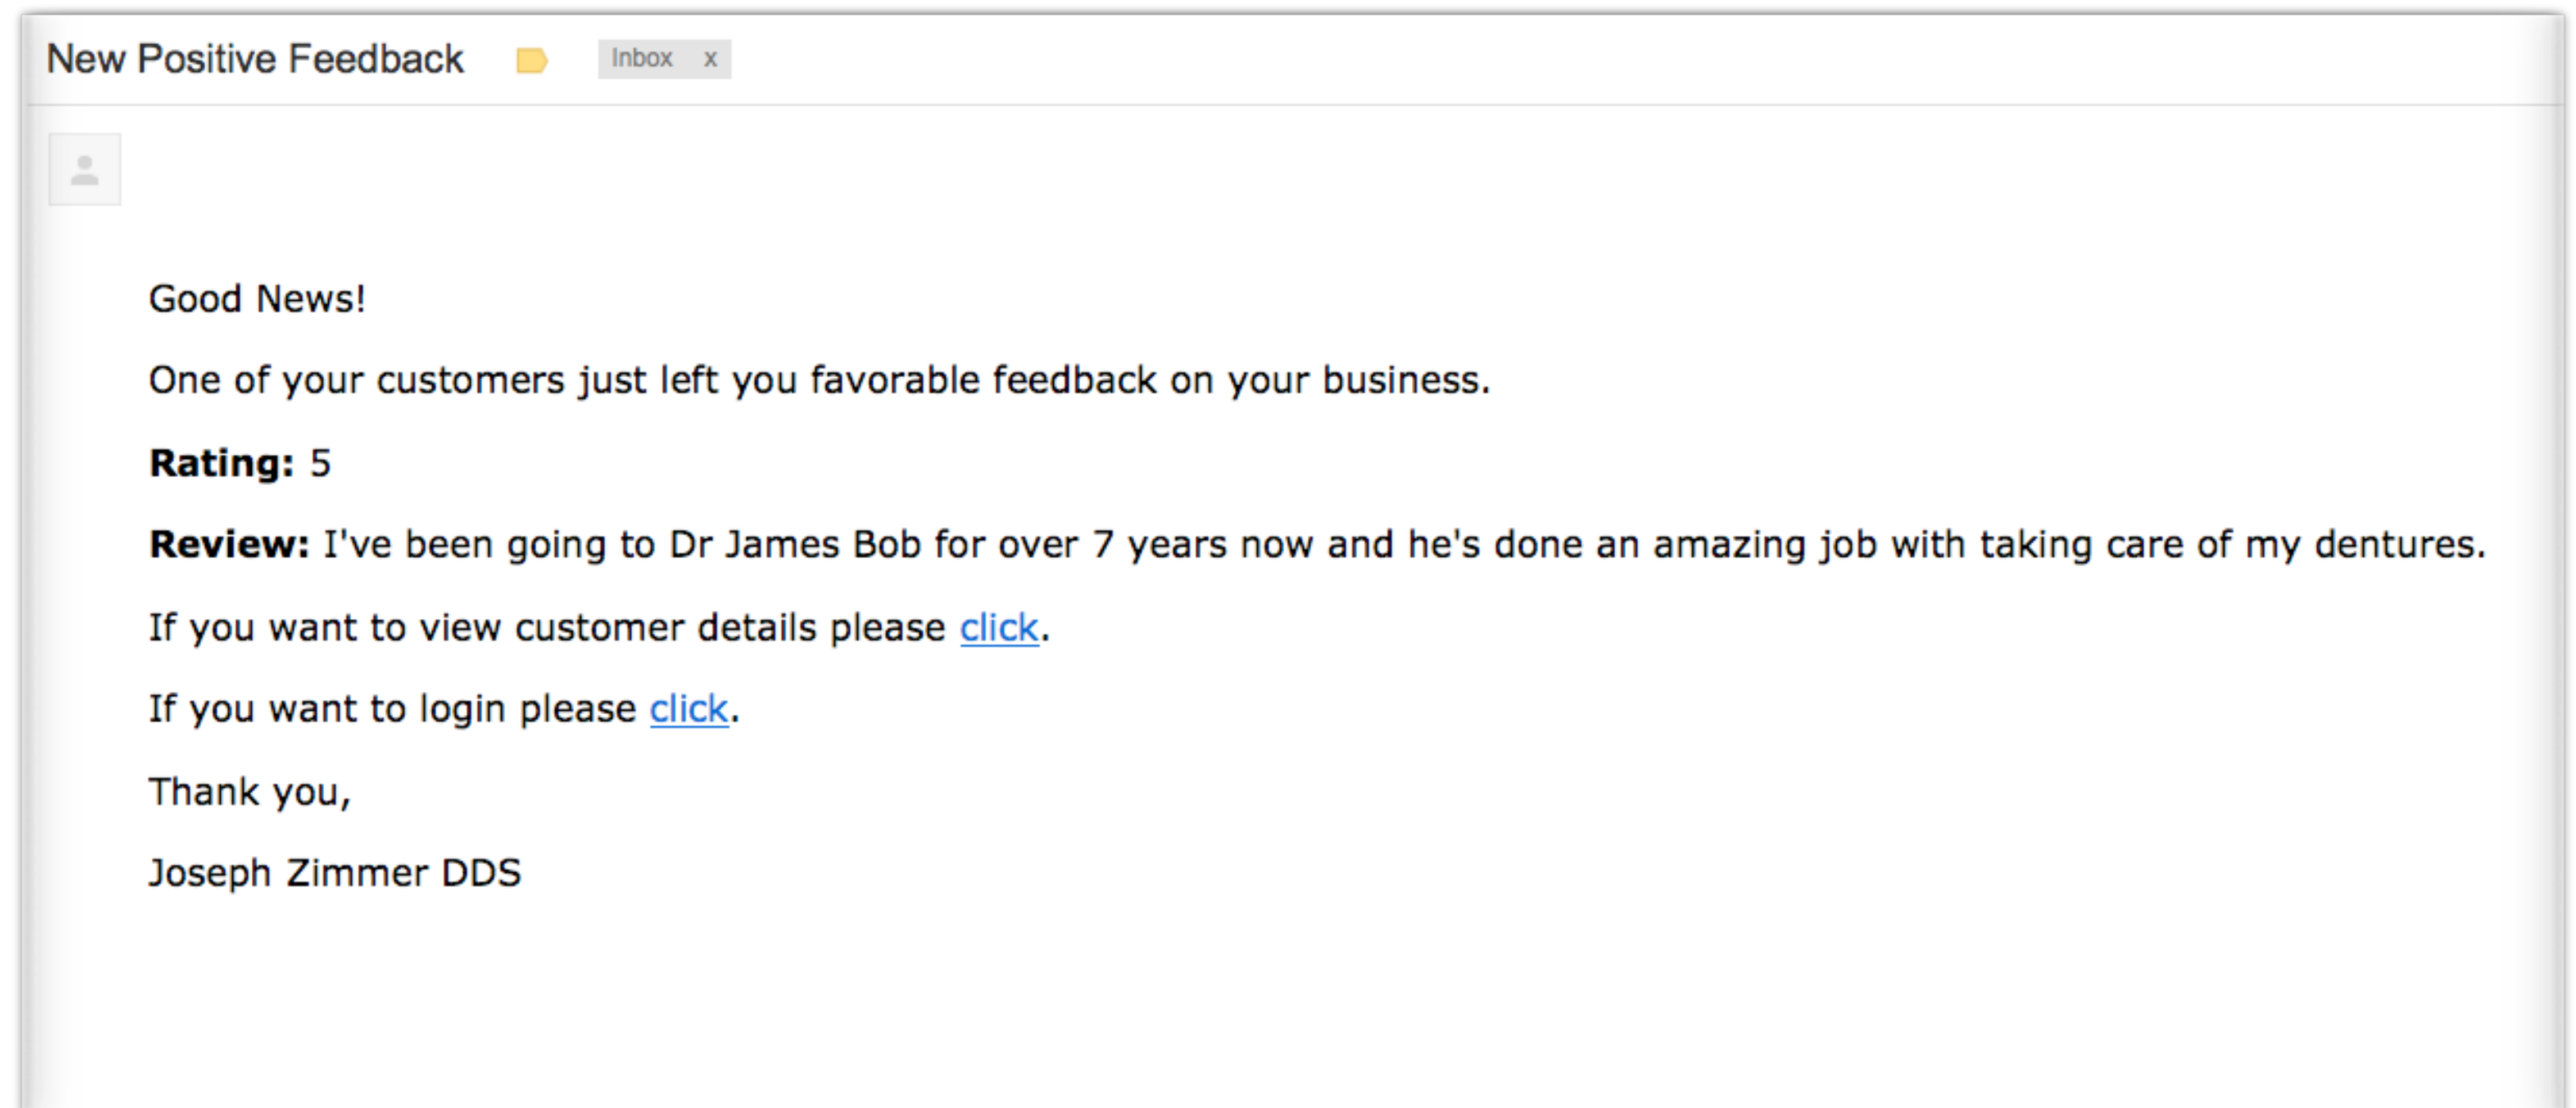 New Positive Feedback Inbox x
Good News!
One of your customers just left you favorable feedback on your business.
Rating: 5
Review: I've been going to Dr James Bob for over 7 years now and he's done an amazing job with taking care of my dentures.
If you want to view customer details please click.
If you want to login please click.
Thank you,
Joseph Zimmer DDS